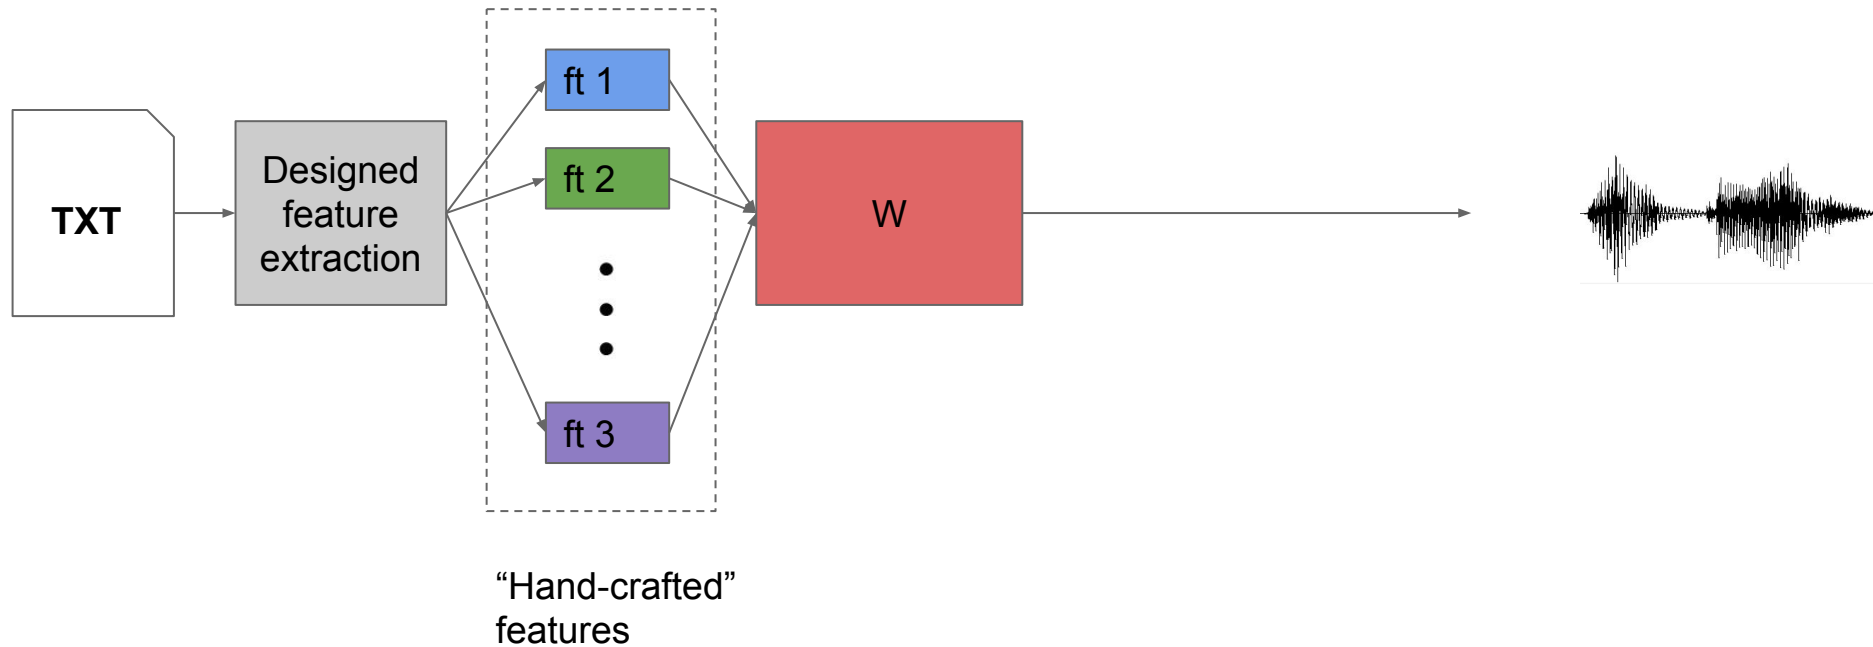 TXT
Designed
feature
extraction
ft 1
ft 2
ft 3
W
“Hand-crafted”
features